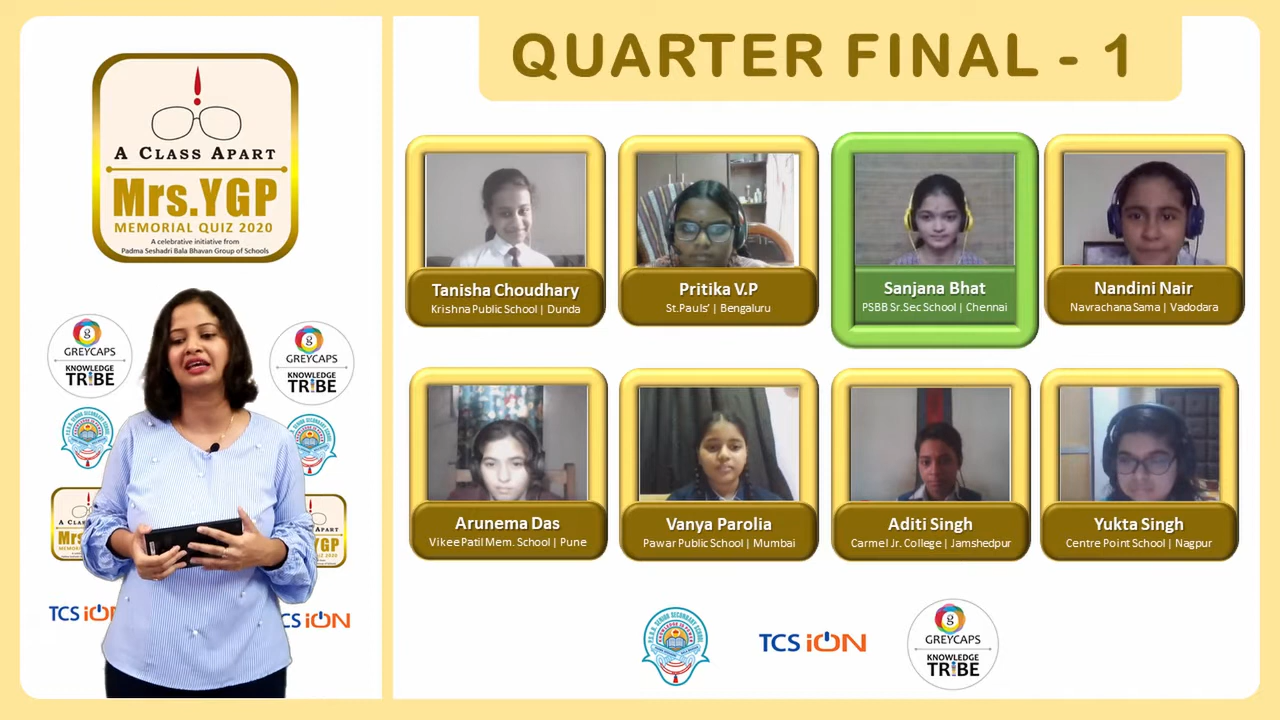 QUARTER FINAL - 1
A CLASS APART
Mrs.YGP
MEMORIAL QUIZ 2020
A celebrative initiative from
Padma Seshadri Bala Bhavan Group of Schools
Tanisha Choudhary
Krishna Public School | Dunda
Pritika V.P
St.Pauls' | Bengaluru
Sanjana Bhat
PSBB Sr.Sec School | Chennai
Nandini Nair
Navrachana Sama | Vadodara
Arunema Das
Vikee Patil Mem. School | Pune
Vanya Parolia
Pawar Public School | Mumbai
Aditi Singh
Carmel Jr. College | Jamshedpur
Yukta Singh
Centre Point School | Nagpur
g
GREYCAPS
KNOWLEDGE
TRIBE
g
GREYCAPS
KNOWLEDGE
TRIBE
TCS iON
TCS iON
g
GREYCAPS
KNOWLEDGE
TRIBE